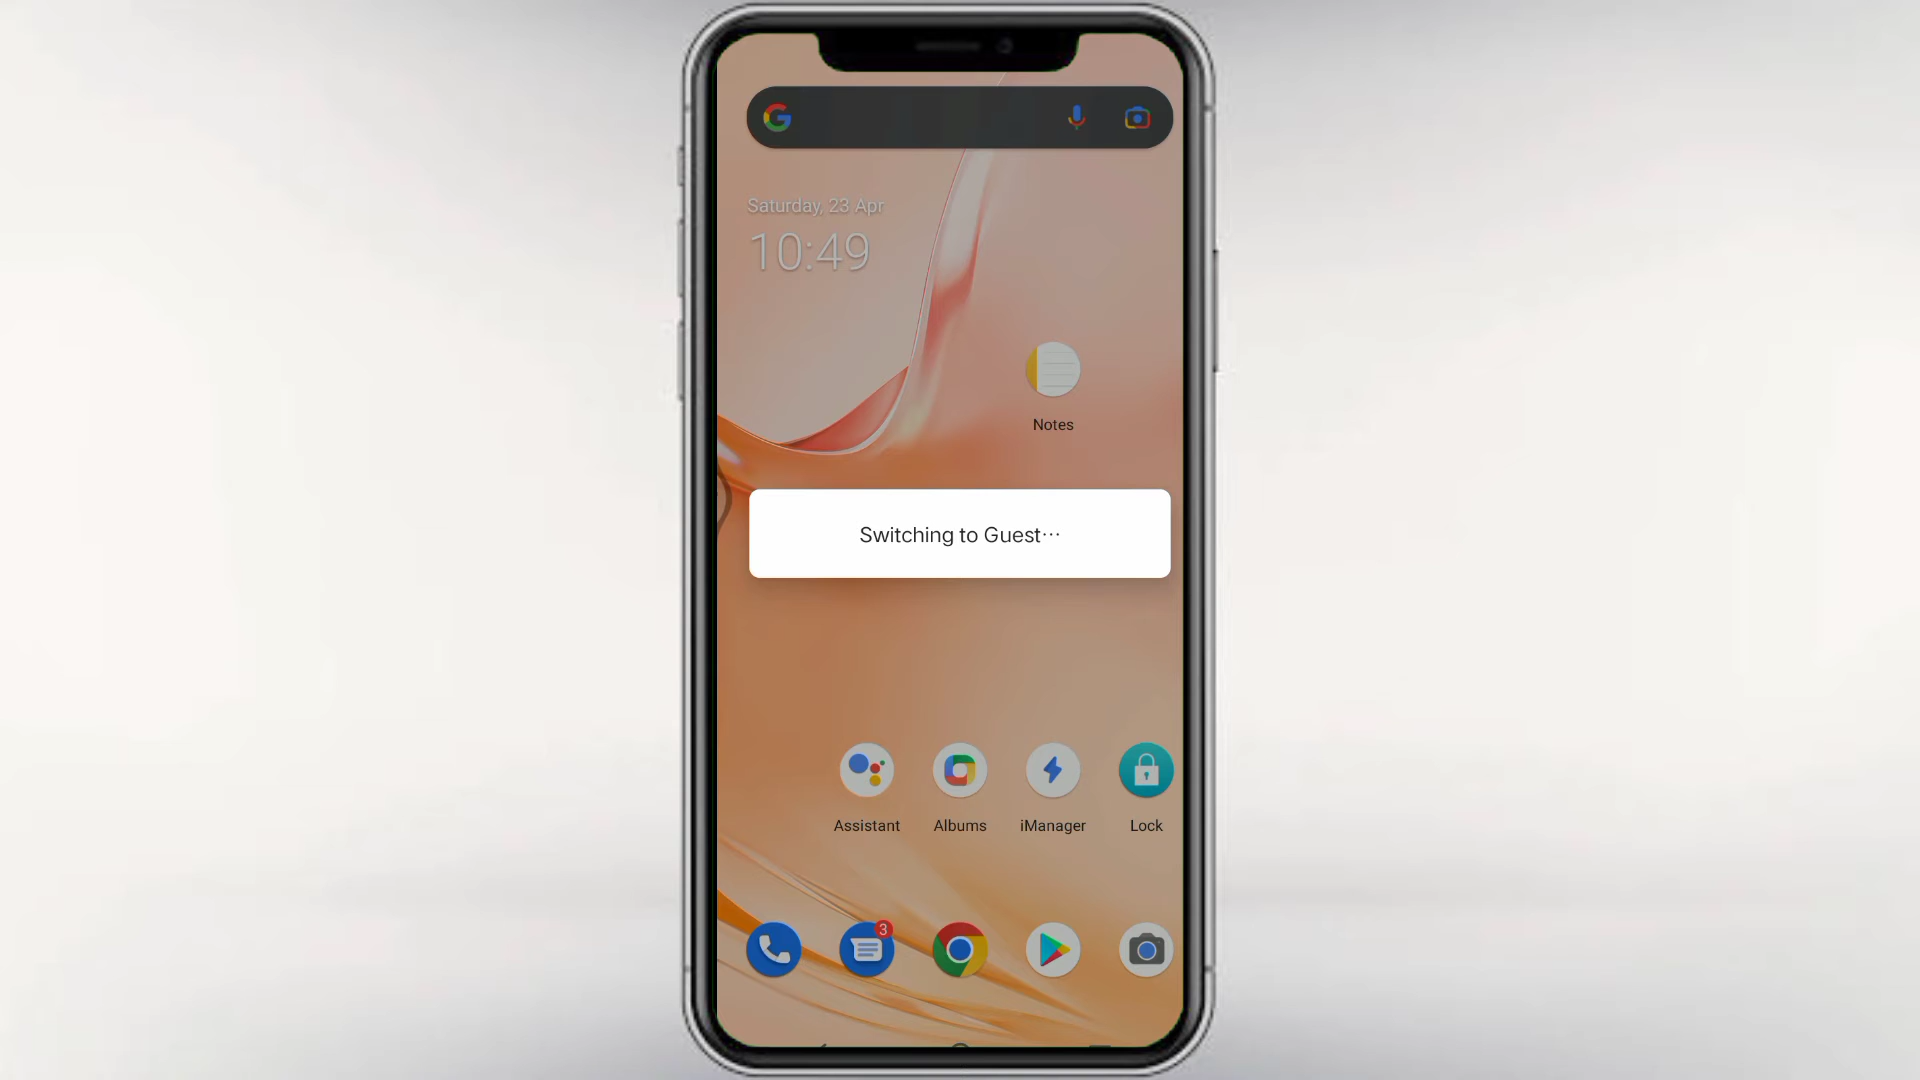 Saturday, 23 Apr
10:49
Notes
Switching to Guest...
Assistant Albums iManager Lock
3